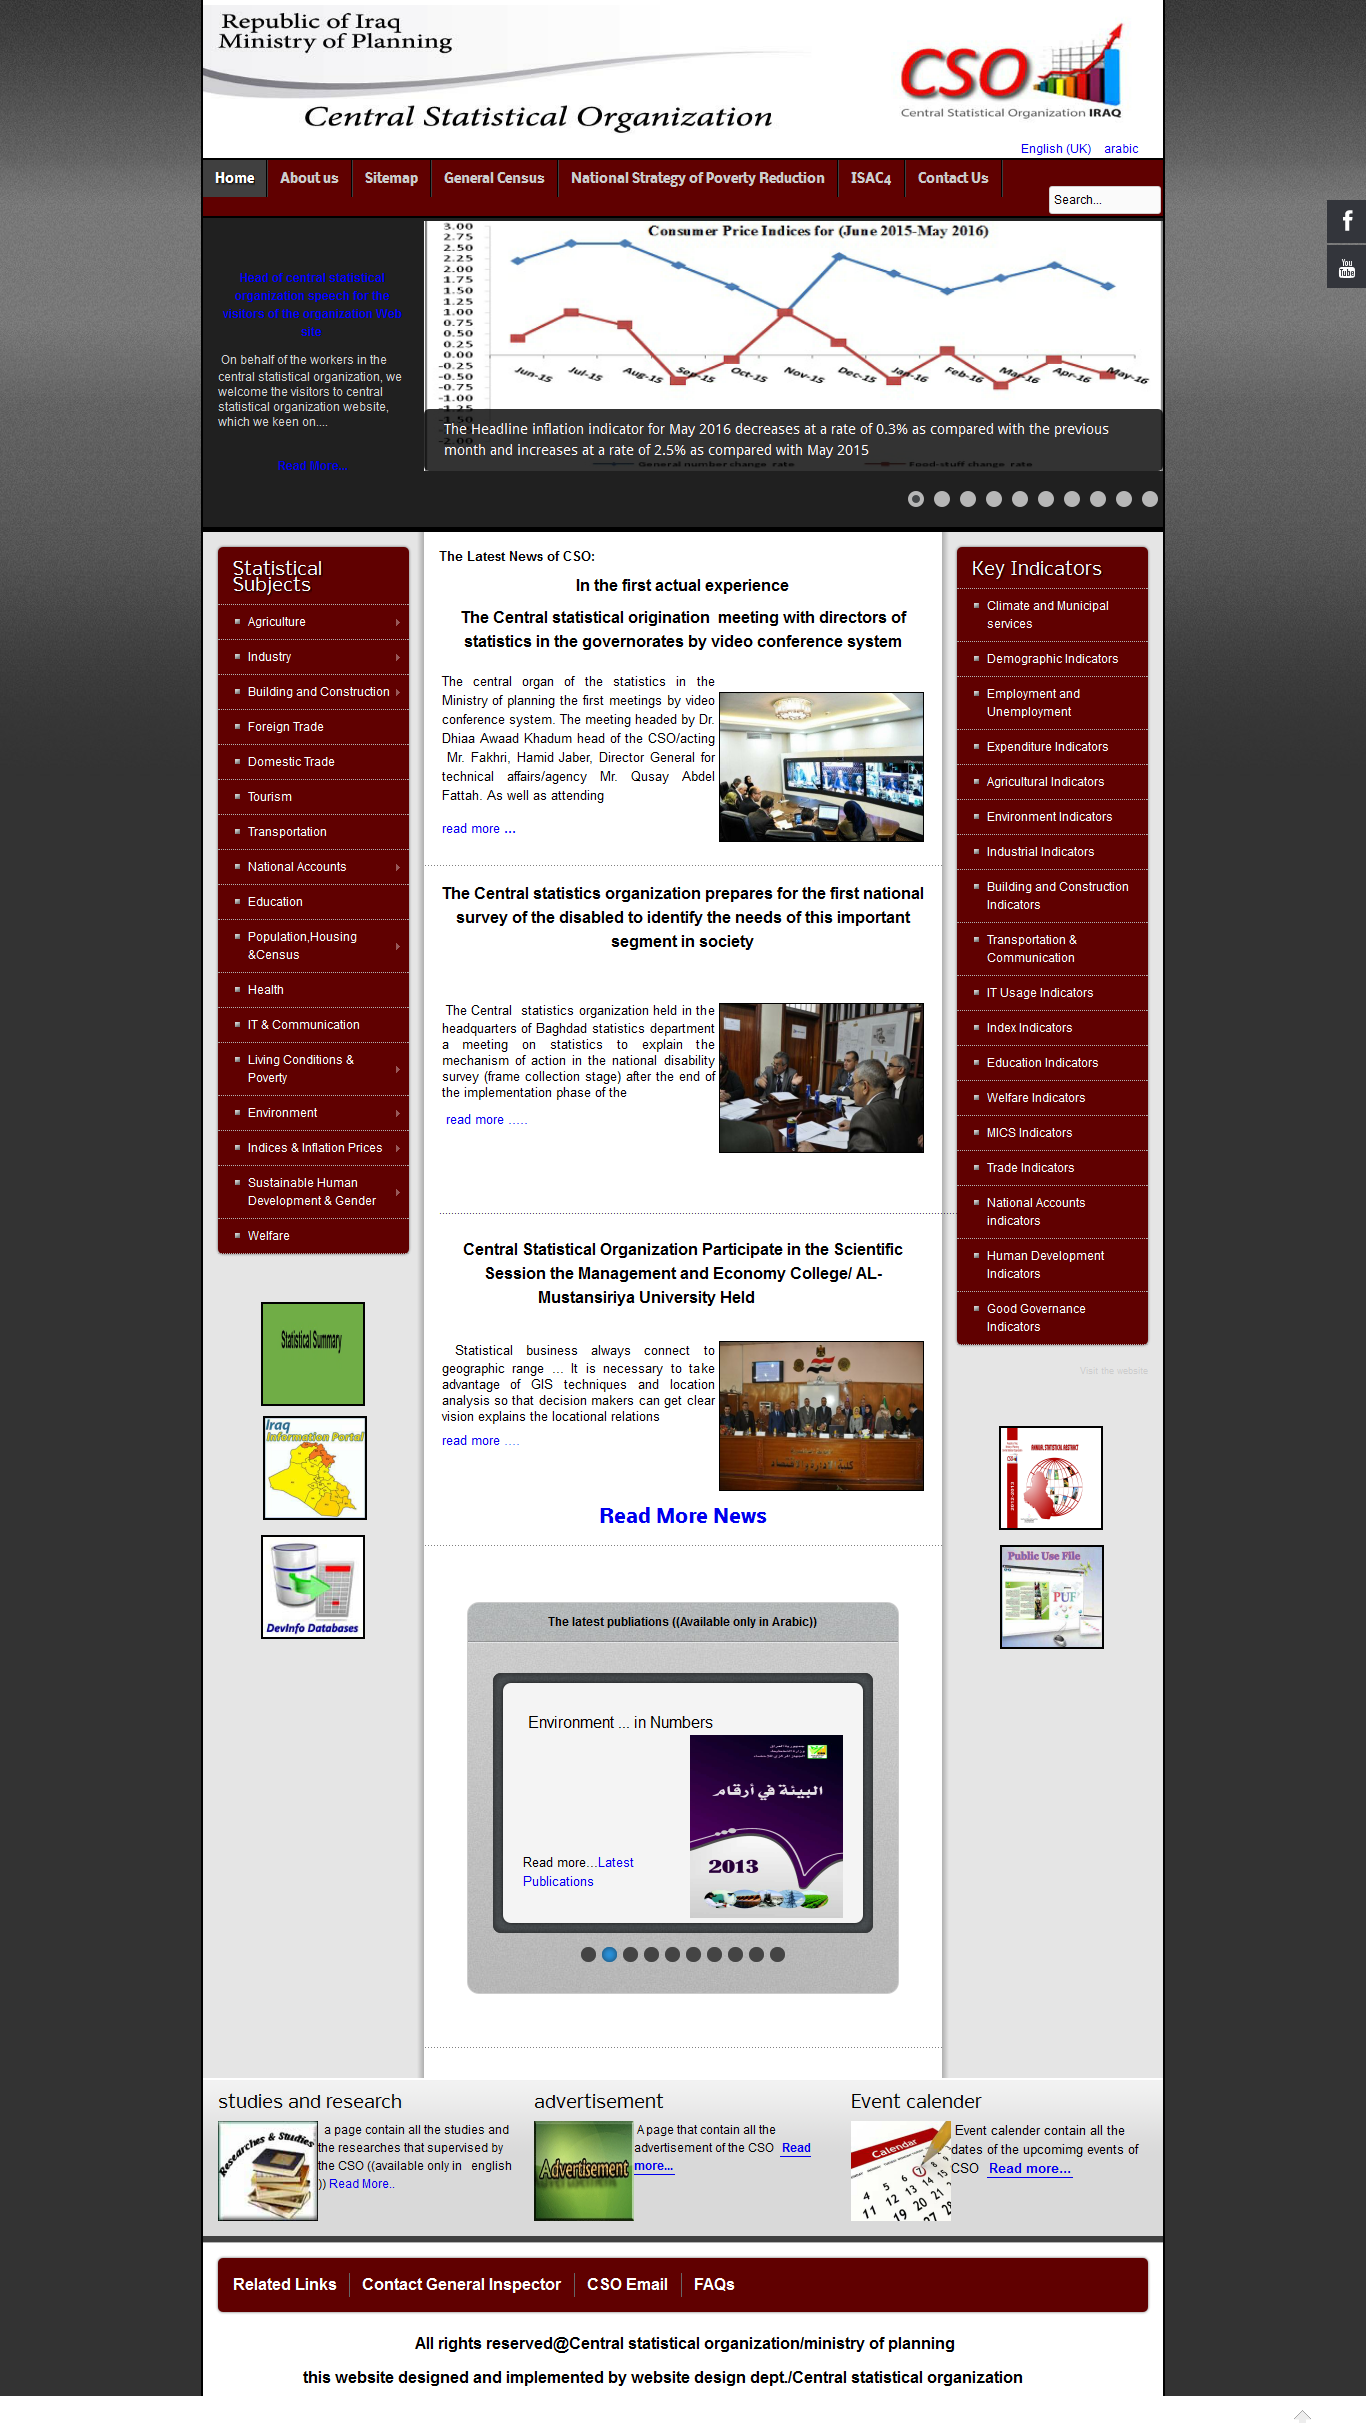 Republic of Iraq
Ministry of Planning
Central Statistical Organization
CSO
Central Statistical Organization IRAQ
English (UK) arabic
Home About us Sitemap General Census National Strategy of Poverty Reduction ISAC4 Contact Us
Search...
Head of central statistical
organization speech for the
visitors of the organization Web
site
On behalf of the workers in the
central statistical organization, we
welcome the visitors to central
statistical organization website,
which we keen on....
Read More...
Consumer Price Indices for (June 2015-May 2016)
3.00
2.75
2.50
2.25
2.00
1.75
1.50
1.25
1.00
0.75
0.50
0.25
0.00
-0.25
-0.50
-0.75
-1.00
Jun-15 Jul-15 Aug-15 Sep-15 Oct-15 Nov-15 Dec-15 Jan-16 Feb-16 Mar-16 Apr-16 May-16
The Headline inflation indicator for May 2016 decreases at a rate of 0.3% as compared with the previous
month and increases at a rate of 2.5% as compared with May 2015
General number change rate Food-stuff change rate
You
Tube
Statistical
Subjects
Agriculture
Industry
Building and Construction
Foreign Trade
Domestic Trade
Tourism
Transportation
National Accounts
Education
Population,Housing
&Census
Health
IT & Communication
Living Conditions &
Poverty
Environment
Indices & Inflation Prices
Sustainable Human
Development & Gender
Welfare
Statistical Summary
Iraq
Information Portal
DevInfo Databases
The Latest News of CSO:
In the first actual experience
The Central statistical origination meeting with directors of
statistics in the governorates by video conference system
The central organ of the statistics in the
Ministry of planning the first meetings by video
conference system. The meeting headed by Dr.
Dhiaa Awaad Khadum head of the CSO/acting
Mr. Fakhri, Hamid Jaber, Director General for
technical affairs/agency Mr. Qusay Abdel
Fattah. As well as attending
read more ...
The Central statistics organization prepares for the first national
survey of the disabled to identify the needs of this important
segment in society
The Central statistics organization held in the
headquarters of Baghdad statistics department
a meeting on statistics to explain the
mechanism of action in the national disability
survey (frame collection stage) after the end of
the implementation phase of the
read more .....
Central Statistical Organization Participate in the Scientific
Session the Management and Economy College/ AL-
Mustansiriya University Held
Statistical business always connect to
geographic range ... It is necessary to take
advantage of GIS techniques and location
analysis so that decision makers can get clear
vision explains the locational relations
read more ....
Read More News
The latest publiations ((Available only in Arabic))
Environment ... in Numbers
البيئة في أرقام
2013
Read more...Latest
Publications
Key Indicators
Climate and Municipal
services
Demographic Indicators
Employment and
Unemployment
Expenditure Indicators
Agricultural Indicators
Environment Indicators
Industrial Indicators
Building and Construction
Indicators
Transportation &
Communication
IT Usage Indicators
Index Indicators
Education Indicators
Welfare Indicators
MICS Indicators
Trade Indicators
National Accounts
indicators
Human Development
Indicators
Good Governance
Indicators
Visit the website
ANNUAL STATISTICAL ABSTRACT
2012-2013
Public Use File
PUF
studies and research
Researches & Studies
a page contain all the studies and
the researches that supervised by
the CSO ((available only in english
)) Read More..
advertisement
Advertisement
A page that contain all the
advertisement of the CSO Read
more...
Event calender
Calendar
Event calender contain all the
dates of the upcomimg events of
CSO Read more...
Related Links Contact General Inspector CSO Email FAQs
All rights reserved@Central statistical organization/ministry of planning
this website designed and implemented by website design dept./Central statistical organization